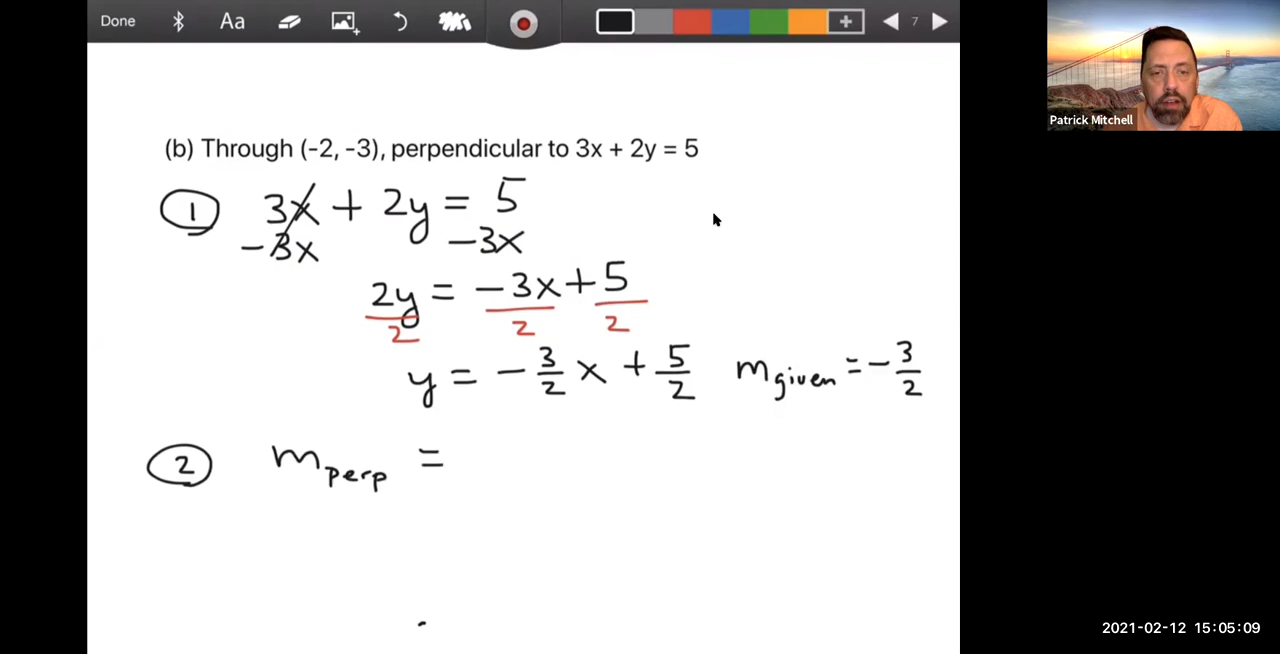 Done Aa 7
Patrick Mitchell
(b) Through (-2, -3), perpendicular to 3x + 2y = 5
① 3x + 2y = 5
-3x -3x
2y = -3x + 5
2 2 2
y = - 3/2 x + 5/2 m given = - 3/2
② m perp =
2021-02-12 15:05:09